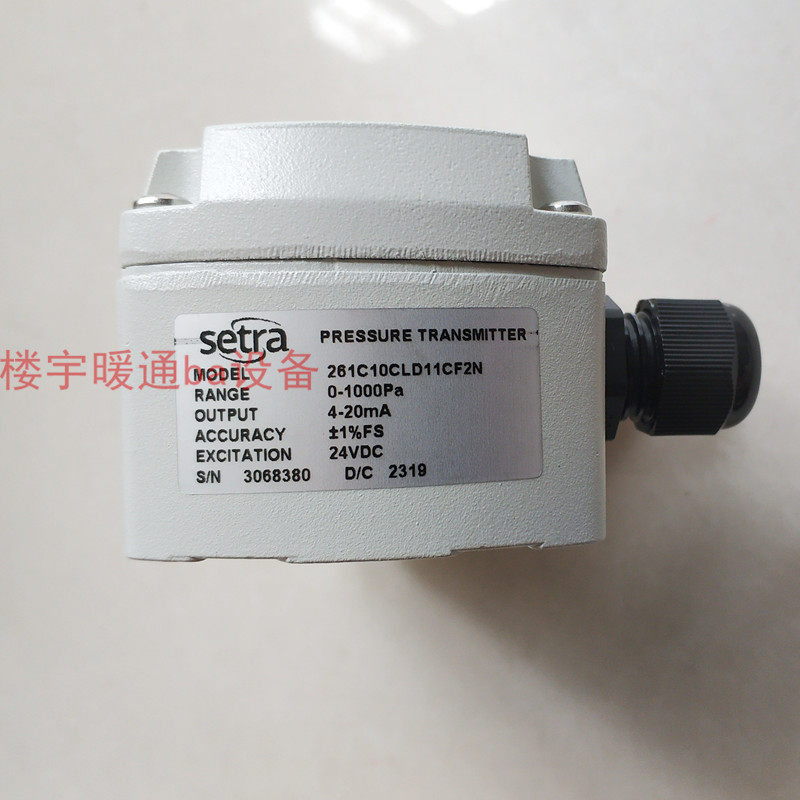 setra PRESSURE TRANSMITTER
楼宇暖通ba设备
MODEL 261C10CLD11CF2N
RANGE 0-1000Pa
OUTPUT 4-20mA
ACCURACY ±1%FS
EXCITATION 24VDC
S/N 3068380 D/C 2319